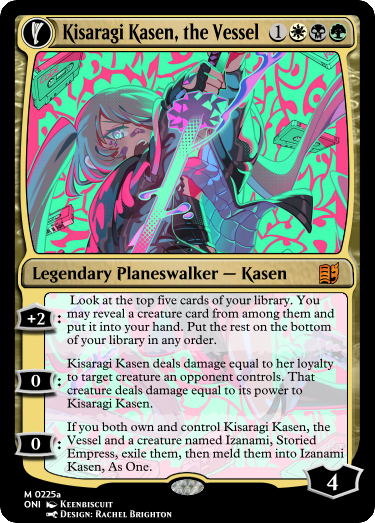 Kisaragi Kasen, the Vessel 1
Legendary Planeswalker — Kasen
+2: Look at the top five cards of your library. You
may reveal a creature card from among them and
put it into your hand. Put the rest on the bottom
of your library in any order.
0: Kisaragi Kasen deals damage equal to her loyalty
to target creature an opponent controls. That
creature deals damage equal to its power to
Kisaragi Kasen.
0: If you both own and control Kisaragi Kasen, the
Vessel and a creature named Izanami, Storied
Empress, exile them, then meld them into Izanami
Kasen, As One.
4
M 0225a
ONI KEENBISCUIT
DESIGN: RACHEL BRIGHTON